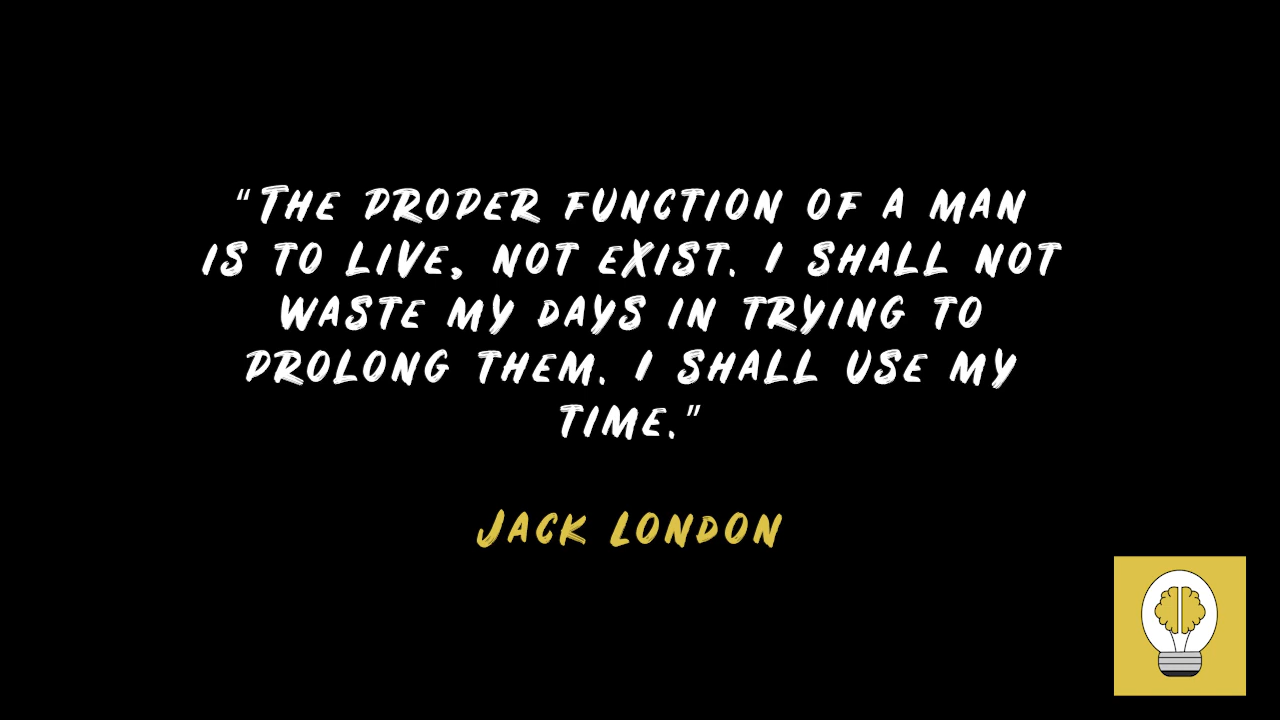 “The proper function of a man
is to live, not exist. I shall not
waste my days in trying to
prolong them. I shall use my
time.”
Jack London